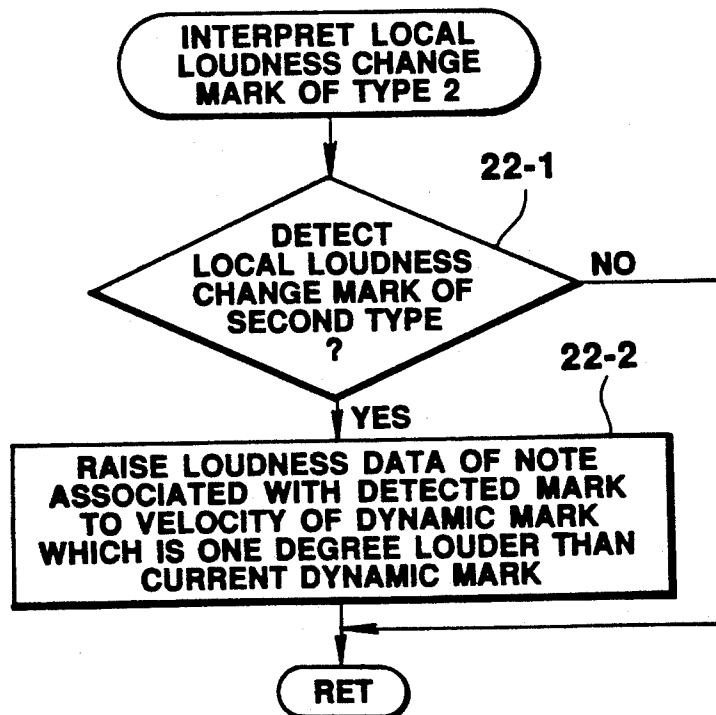 INTERPRET LOCAL
LOUDNESS CHANGE
MARK OF TYPE 2
22-1
DETECT
LOCAL LOUDNESS
CHANGE MARK OF
SECOND TYPE
?
NO
22-2
YES
RAISE LOUDNESS DATA OF NOTE
ASSOCIATED WITH DETECTED MARK
TO VELOCITY OF DYNAMIC MARK
WHICH IS ONE DEGREE LOUDER THAN
CURRENT DYNAMIC MARK
RET